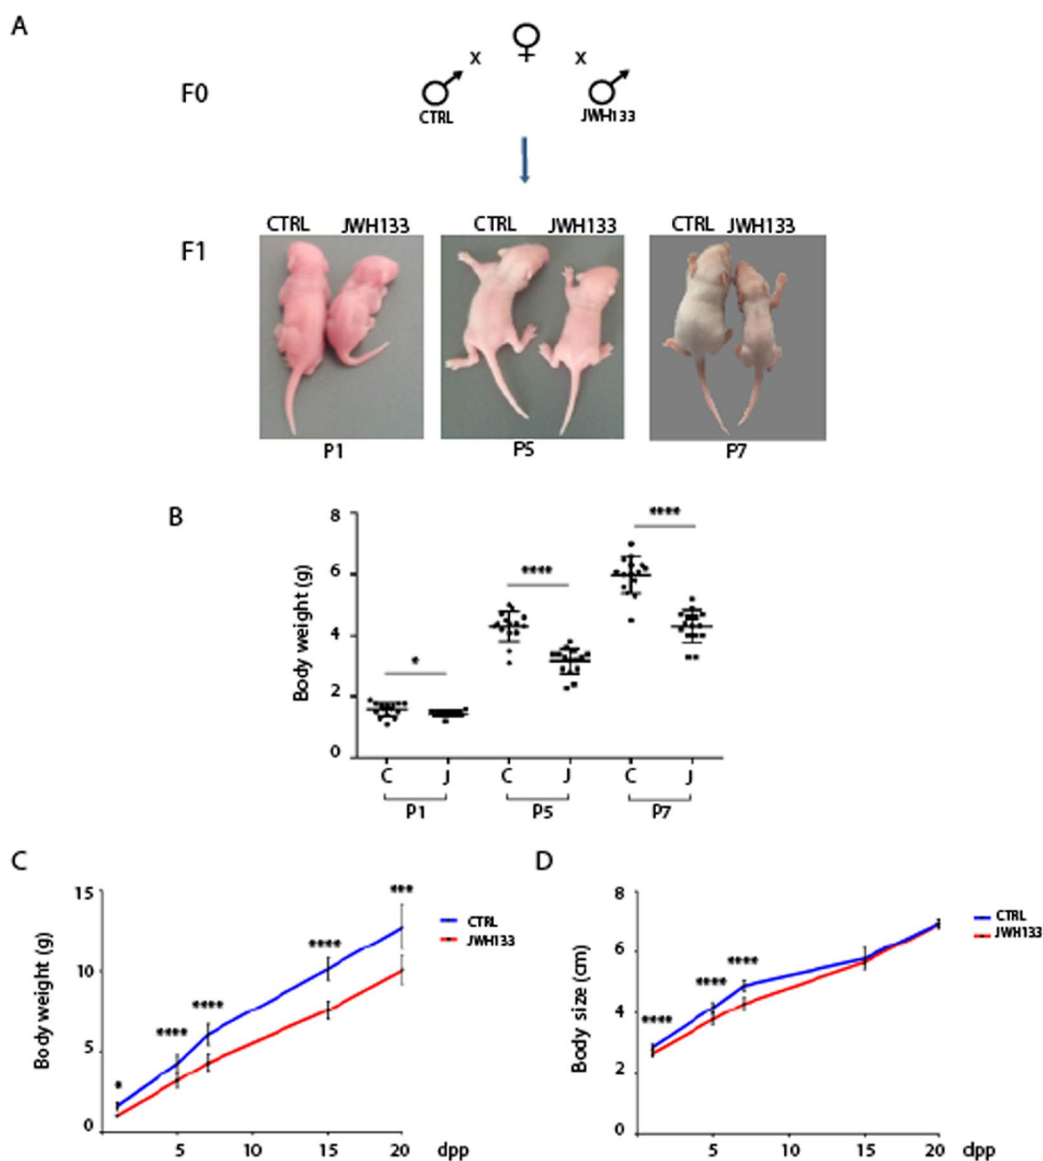 A
F0
x x
CTRL JWH133
F1
CTRL JWH133 CTRL JWH133 CTRL JWH133
P1 P5 P7
B
Body weight (g)
8
6
4
2
0
* **** ****
C J C J C J
P1 P5 P7
C
Body weight (g)
15
10
5
0
* **** **** **** ***
CTRL
JWH133
5 10 15 20 dpp
D
Body size (cm)
8
6
4
2
0
**** **** ****
CTRL
JWH133
5 10 15 20 dpp